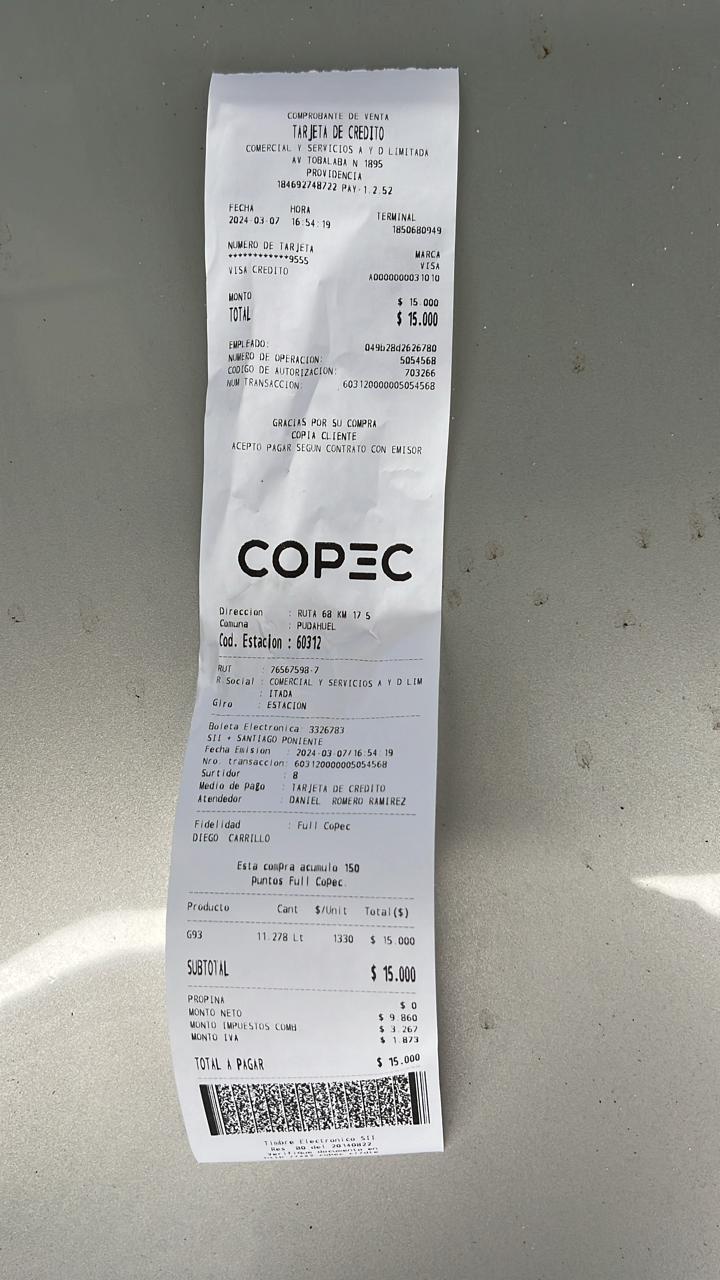 COMPROBANTE DE VENTA
TARJETA DE CREDITO
COMERCIAL Y SERVICIOS A Y D LIMITADA
AV TOBALABA N 1895
PROVIDENCIA
184692748722 PAY-1.2.52
FECHA HORA TERMINAL
2024-03-07 16:54:19 1850680949
NUMERO DE TARJETA MARCA
************9555 VISA
VISA CREDITO A0000000031010
MONTO $ 15.000
TOTAL $ 15.000
EMPLEADO: 049b28d2626780
NUMERO DE OPERACION: 5054568
CODIGO DE AUTORIZACION: 703266
NUM TRANSACCION: 603120000005054568
GRACIAS POR SU COMPRA
COPIA CLIENTE
ACEPTO PAGAR SEGUN CONTRATO CON EMISOR
COPEC
Direccion : RUTA 68 KM 17 5
Comuna : PUDAHUEL
Cod. Estacion : 60312
RUT : 76567598-7
R.Social : COMERCIAL Y SERVICIOS A Y D LIM
: ITADA
Giro : ESTACION
Boleta Electronica: 3326783
SII - SANTIAGO PONIENTE
Fecha Emision : 2024-03-07/16:54:19
Nro. transaccion: 603120000005054568
Surtidor : 8
Medio de Pago : TARJETA DE CREDITO
Atendedor : DANIEL ROMERO RAMIREZ
Fidelidad : Full Copec
DIEGO CARRILLO
Esta compra acumulo 150
Puntos Full Copec.
Producto Cant $/Unit Total($)
G93 11.278 Lt 1330 $ 15.000
SUBTOTAL $ 15.000
PROPINA $ 0
MONTO NETO $ 9.860
MONTO IMPUESTOS COMB $ 3.267
MONTO IVA $ 1.873
TOTAL A PAGAR $ 15.000
Timbre Electronico SII
Res. 80 del 20140822
Verifique documento en